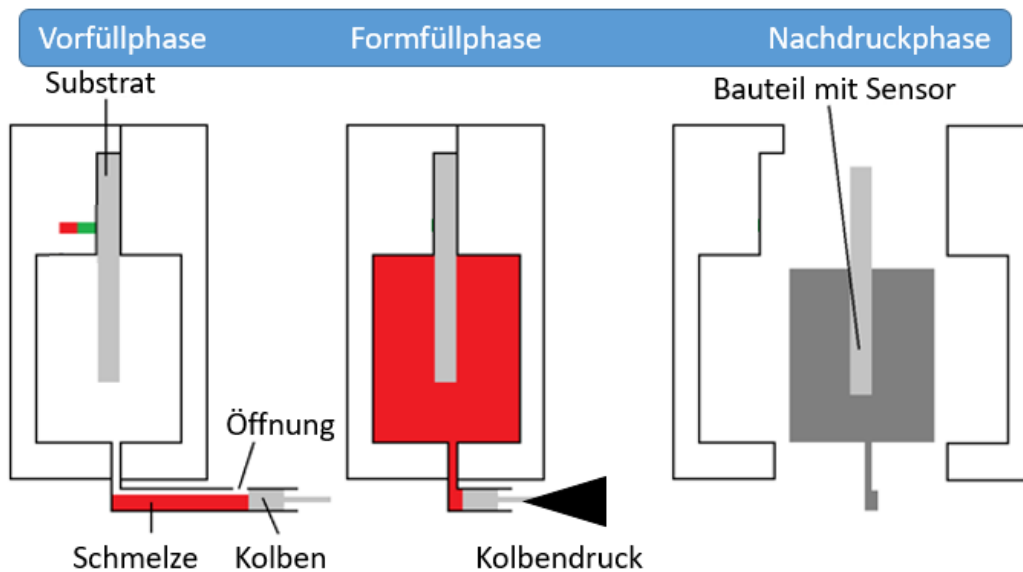 Vorfüllphase
Formfüllphase
Nachdruckphase
Substrat
Bauteil mit Sensor
Öffnung
Schmelze
Kolben
Kolbendruck